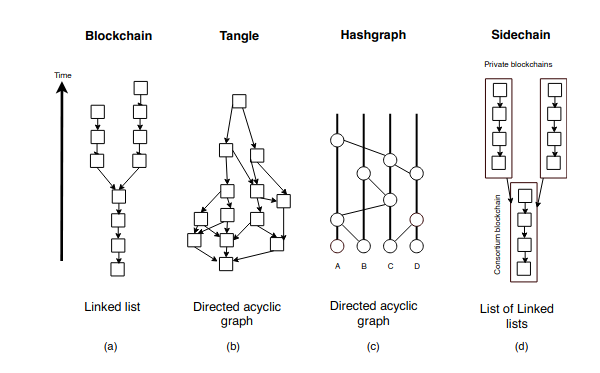 Blockchain
Tangle
Hashgraph
Sidechain
Private blockchains
Time
Consortium blockchain
A
B
C
D
Linked list
Directed acyclic
graph
Directed acyclic
graph
List of Linked
lists
(a)
(b)
(c)
(d)